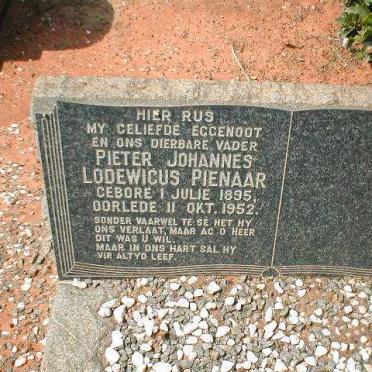 HIER RUS
MY GELIEFDE EGGENOOT
EN ONS DIERBARE VADER
PIETER JOHANNES
LODEWICUS PIENAAR
GEBORE 1 JULIE 1895,
OORLEDE 11 OKT. 1952.
SONDER VAARWEL TE SÊ HET HY
ONS VERLAAT, MAAR AG O HEER
DIT WAS U WIL.
MAAR IN ONS HART SAL HY
VIR ALTYD LEEF.